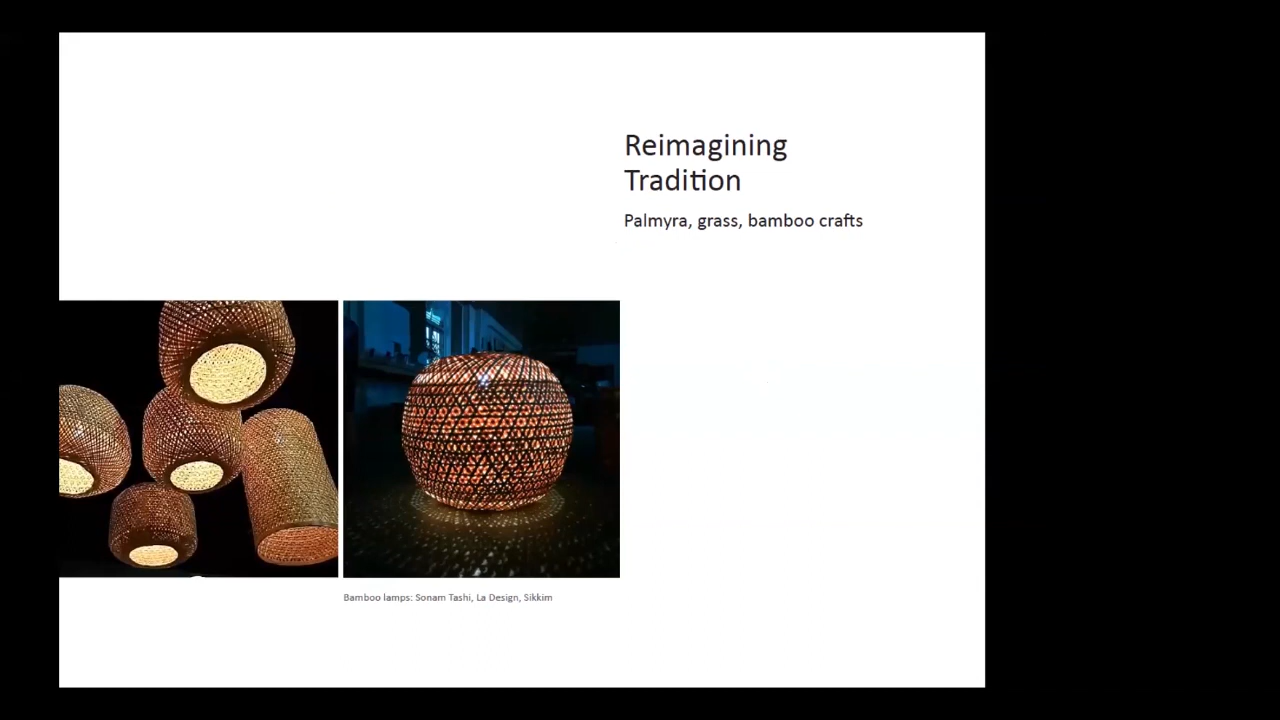 Reimagining
Tradition
Palmyra, grass, bamboo crafts
Bamboo lamps: Sonam Tashi, La Design, Sikkim